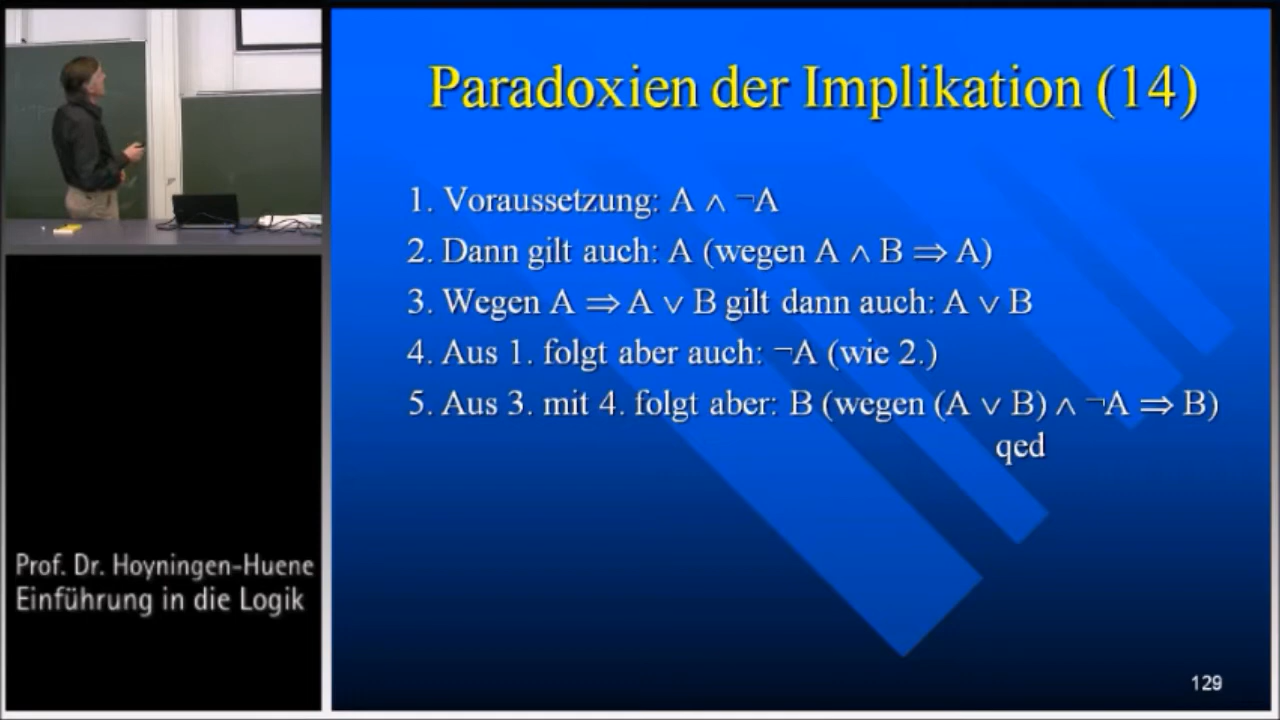 Paradoxien der Implikation (14)
1. Voraussetzung: A ∧ ¬A
2. Dann gilt auch: A (wegen A ∧ B ⇒ A)
3. Wegen A ⇒ A ∨ B gilt dann auch: A ∨ B
4. Aus 1. folgt aber auch: ¬A (wie 2.)
5. Aus 3. mit 4. folgt aber: B (wegen (A ∨ B) ∧ ¬A ⇒ B)
qed
Prof. Dr. Hoyningen-Huene
Einführung in die Logik
129